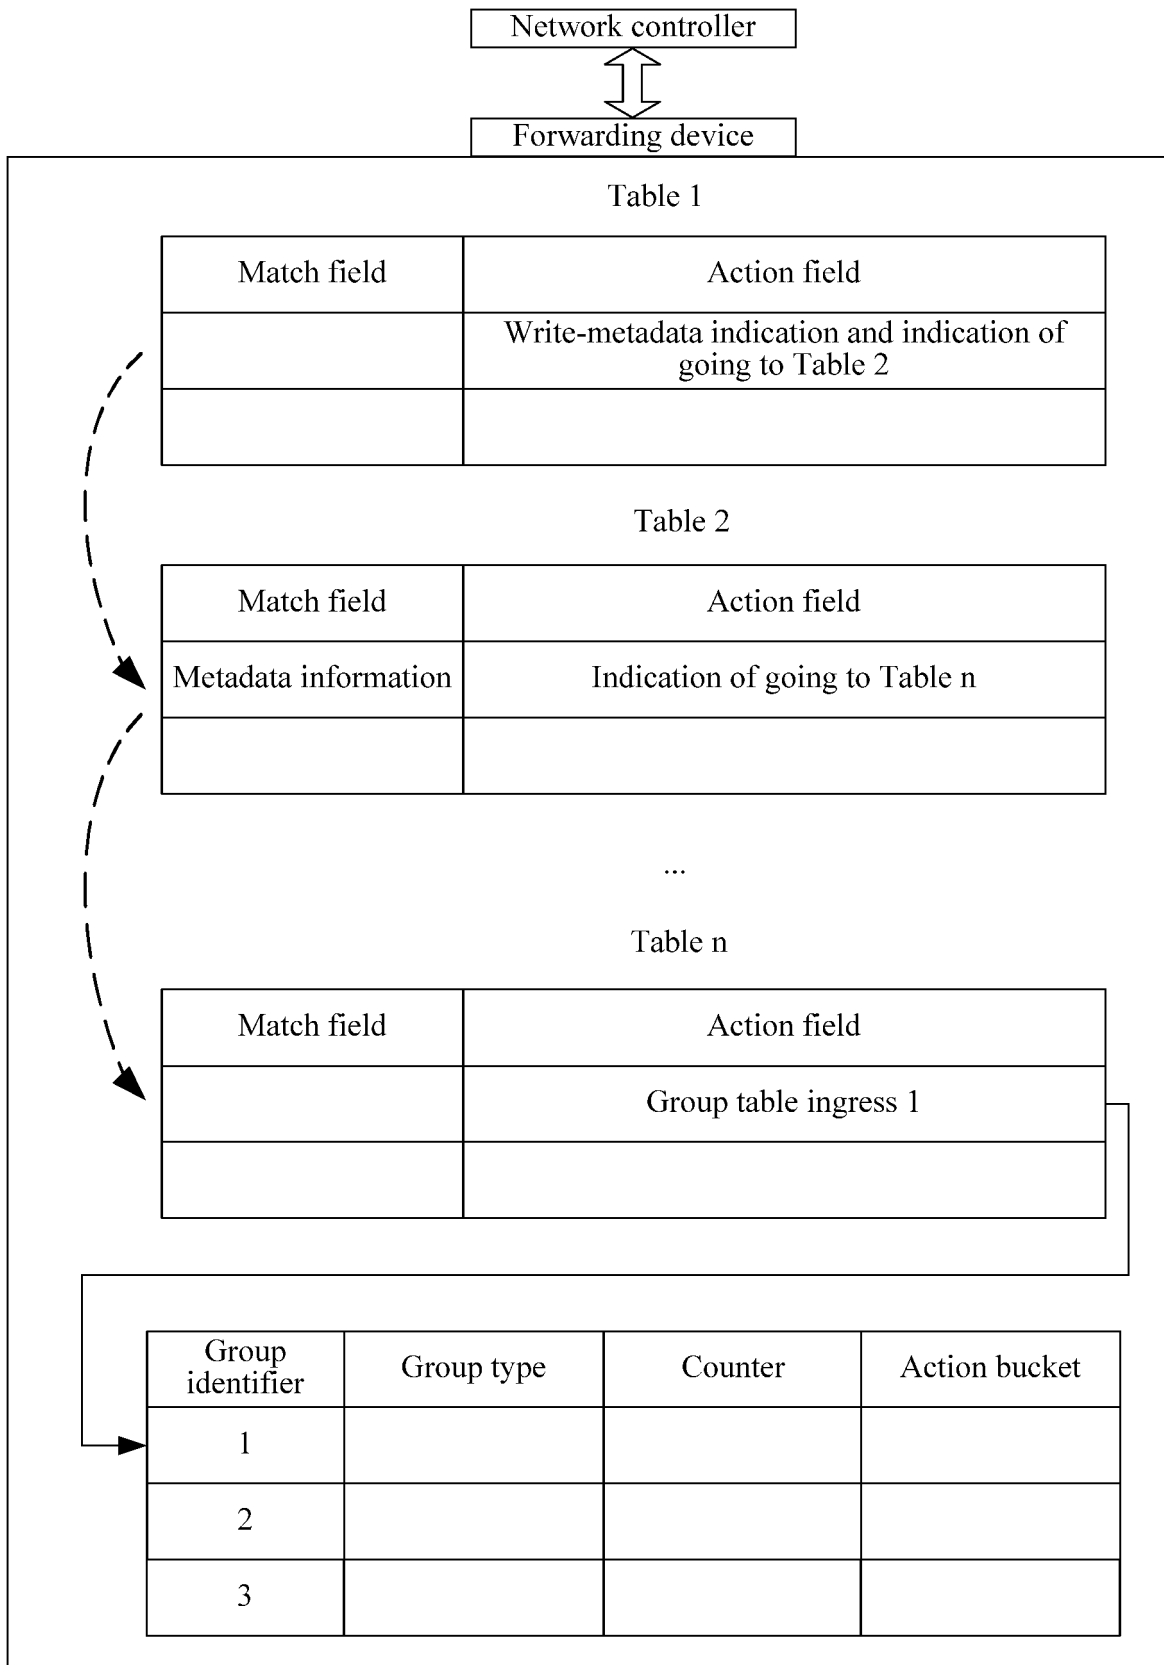 Network controller
Forwarding device
Table 1
Match field Action field
Write-metadata indication and indication of
going to Table 2
Table 2
Match field Action field
Metadata information Indication of going to Table n
...
Table n
Match field Action field
Group table ingress 1
Group
identifier Group type Counter Action bucket
1
2
3